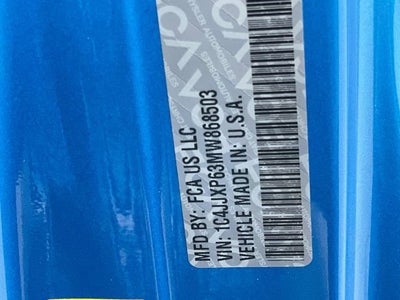 MFD BY: FCA US LLC
VIN: 1C4JJXP63MW868503
VEHICLE MADE IN: U.S.A.